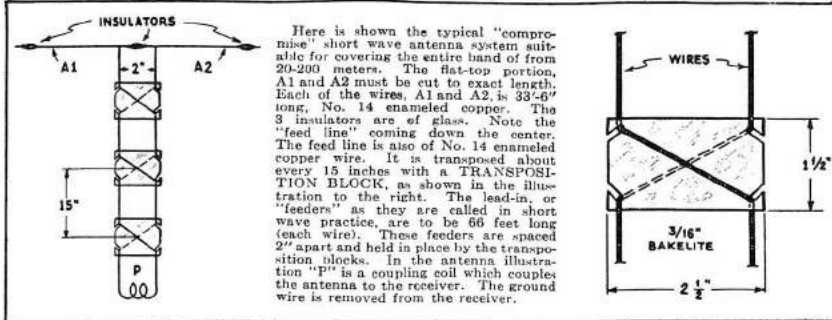 INSULATORS
A1
2"
A2
15"
P
Here is shown the typical "compro-
mise" short wave antenna system suit-
able for covering the entire band of from
20-200 meters. The flat-top portion,
A1 and A2 must be cut to exact length.
Each of the wires, A1 and A2, is 33'-6"
long, No. 14 enameled copper. The
3 insulators are of glass. Note the
"feed line" coming down the center.
The feed line is also of No. 14 enameled
copper wire. It is transposed about
every 15 inches with a TRANSPOSI-
TION BLOCK, as shown in the illus-
tration to the right. The lead-in, or
"feeders" as they are called in short
wave practice, are to be 66 feet long
(each wire). These feeders are spaced
2" apart and held in place by the transpo-
sition blocks. In the antenna illustra-
tion "P" is a coupling coil which couples
the antenna to the receiver. The ground
wire is removed from the receiver.
WIRES
1 1/2"
3/16"
BAKELITE
2 1/2"